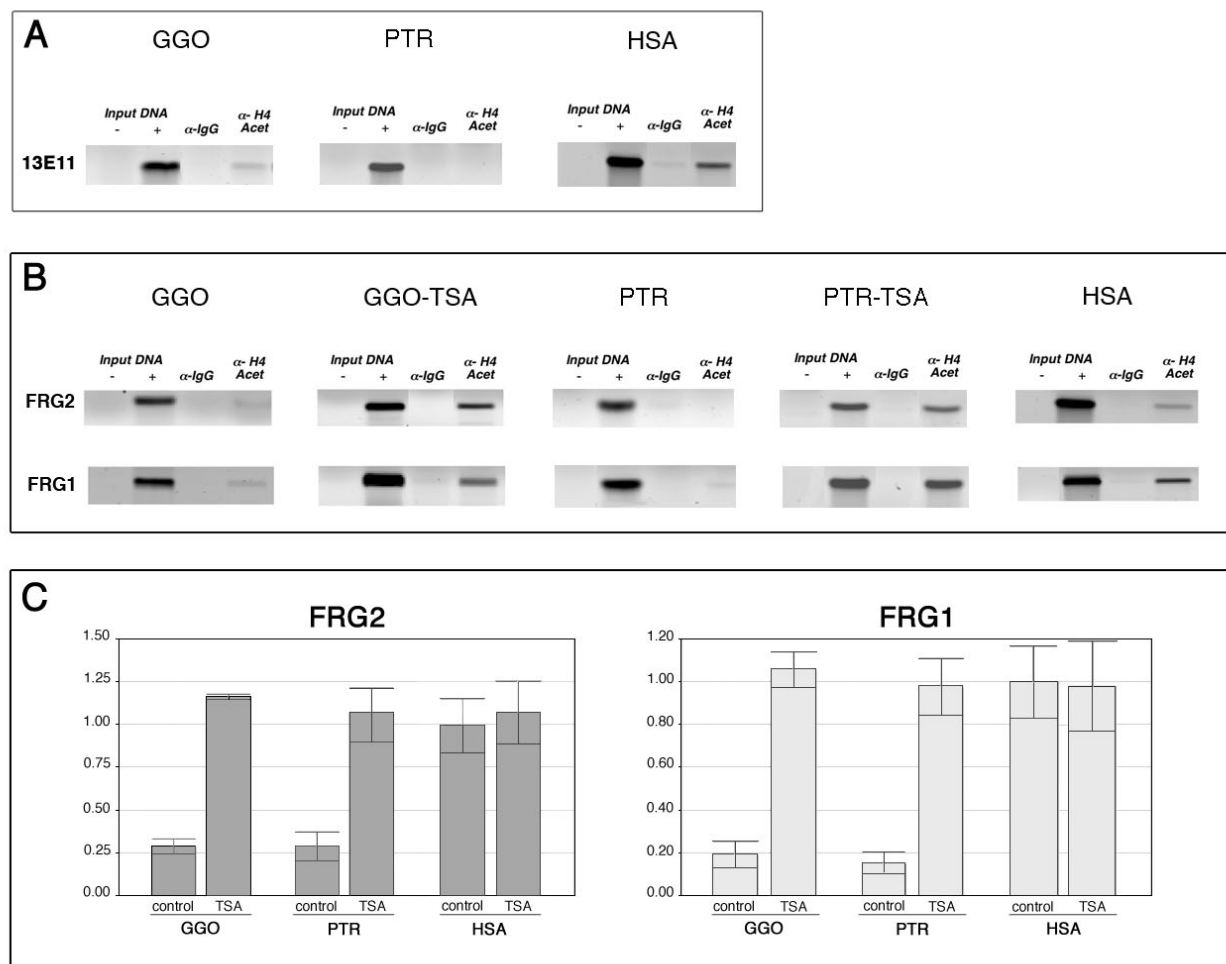 A
GGO PTR HSA
Input DNA α-IgG α- H4 Acet Input DNA α-IgG α- H4 Acet Input DNA α-IgG α- H4 Acet
- + - + - +
13E11
B
GGO GGO-TSA PTR PTR-TSA HSA
Input DNA α-IgG α- H4 Acet Input DNA α-IgG α- H4 Acet Input DNA α-IgG α- H4 Acet Input DNA α-IgG α- H4 Acet Input DNA α-IgG α- H4 Acet
- + - + - + - + - +
FRG2
FRG1
C
FRG2
1.50
1.25
1.00
0.75
0.50
0.25
0.00
control TSA control TSA control TSA
GGO PTR HSA
FRG1
1.20
1.00
0.80
0.60
0.40
0.20
0.00
control TSA control TSA control TSA
GGO PTR HSA